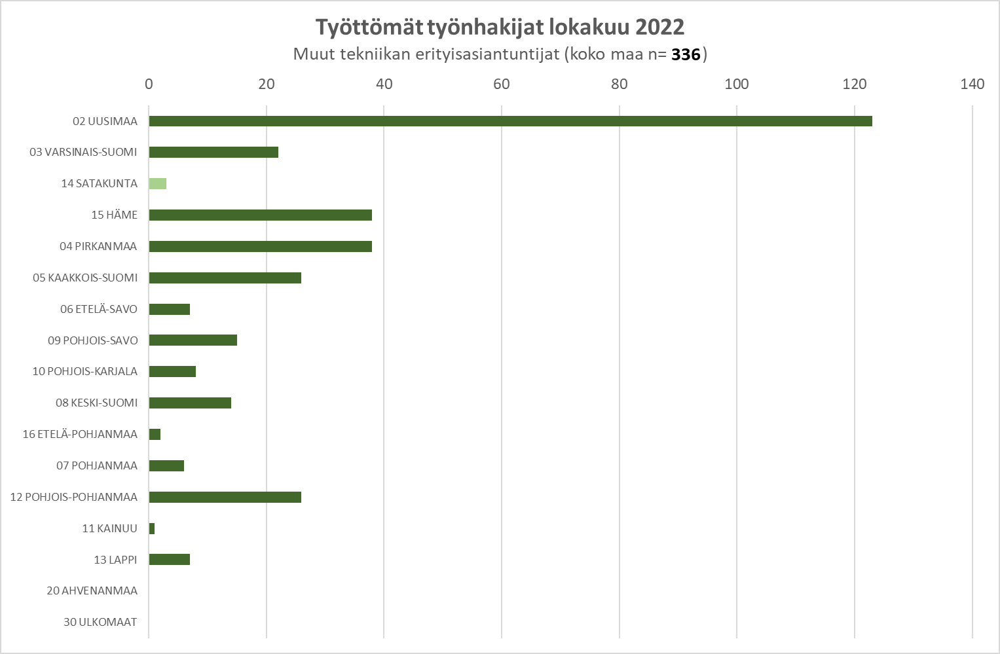 Työttömät työnhakijat lokakuu 2022
Muut tekniikan erityisasiantuntijat (koko maa n= 336)
0 20 40 60 80 100 120 140
02 UUSIMAA
03 VARSINAIS-SUOMI
14 SATAKUNTA
15 HÄME
04 PIRKANMAA
05 KAAKKOIS-SUOMI
06 ETELÄ-SAVO
09 POHJOIS-SAVO
10 POHJOIS-KARJALA
08 KESKI-SUOMI
16 ETELÄ-POHJANMAA
07 POHJANMAA
12 POHJOIS-POHJANMAA
11 KAINUU
13 LAPPI
20 AHVENANMAA
30 ULKOMAAT